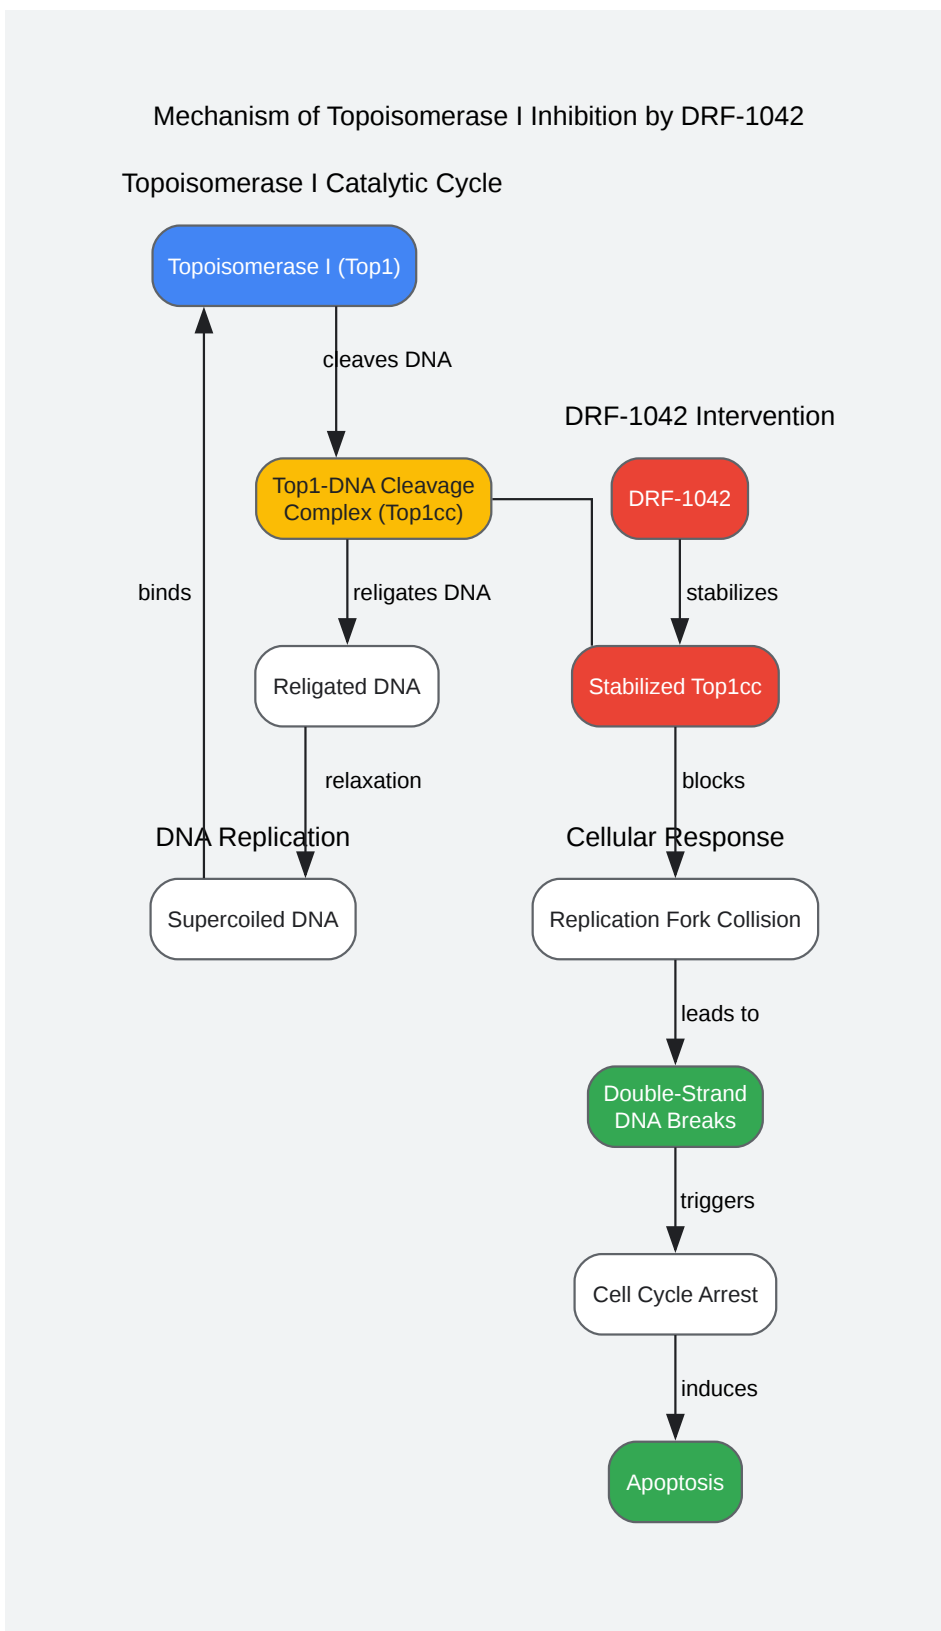 Mechanism of Topoisomerase I Inhibition by DRF-1042
Topoisomerase I Catalytic Cycle
Topoisomerase I (Top1)
cleaves DNA
DRF-1042 Intervention
Top1-DNA Cleavage
Complex (Top1cc)
DRF-1042
binds
religates DNA
stabilizes
Religated DNA
Stabilized Top1cc
relaxation
blocks
DNA Replication
Cellular Response
Supercoiled DNA
Replication Fork Collision
leads to
Double-Strand
DNA Breaks
triggers
Cell Cycle Arrest
induces
Apoptosis